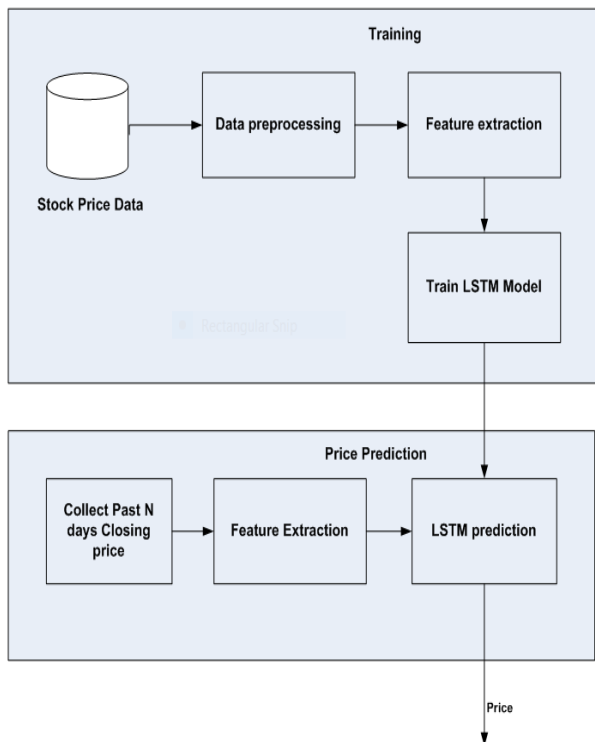 Training
Data preprocessing
Feature extraction
Stock Price Data
Train LSTM Model
Rectangular Snip
Price Prediction
Collect Past N
days Closing
price
Feature Extraction
LSTM prediction
Price